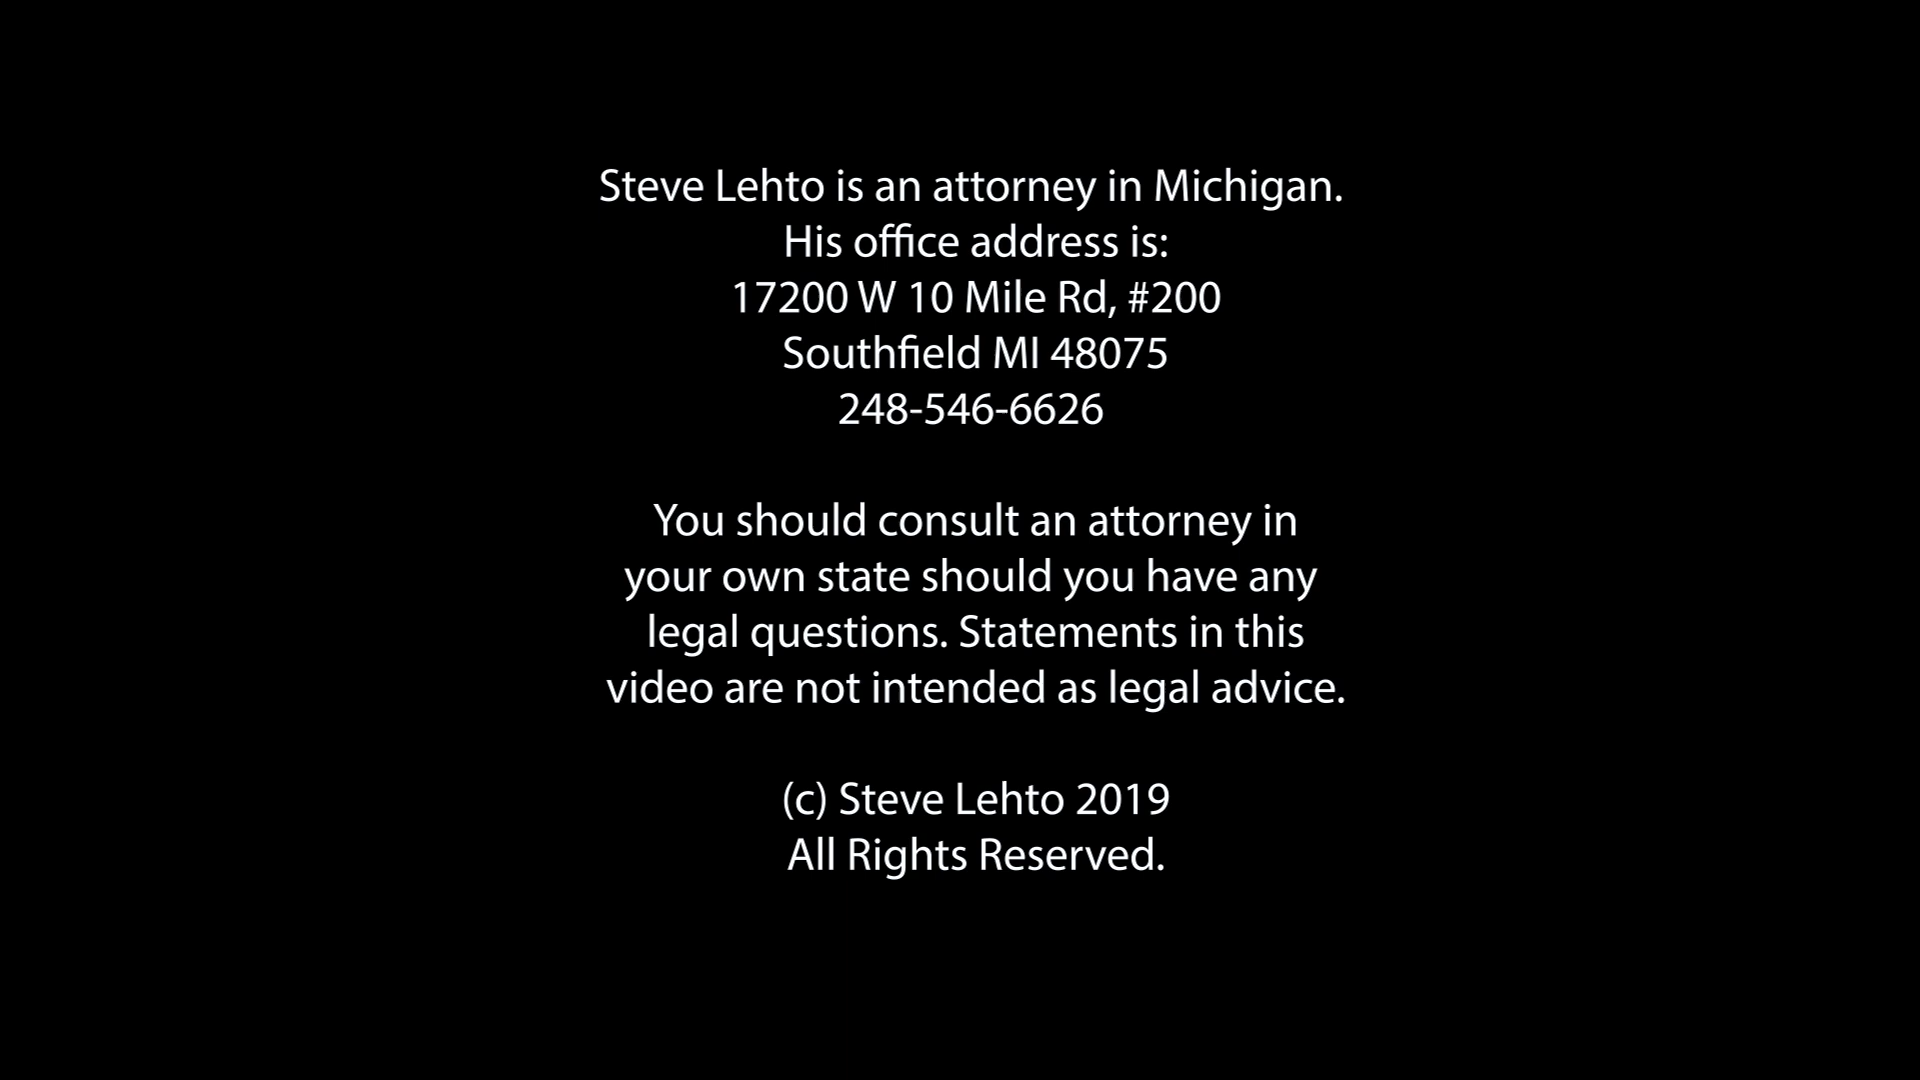 Steve Lehto is an attorney in Michigan.
His office address is:
17200 W 10 Mile Rd, #200
Southfield MI 48075
248-546-6626
You should consult an attorney in
your own state should you have any
legal questions. Statements in this
video are not intended as legal advice.
(c) Steve Lehto 2019
All Rights Reserved.